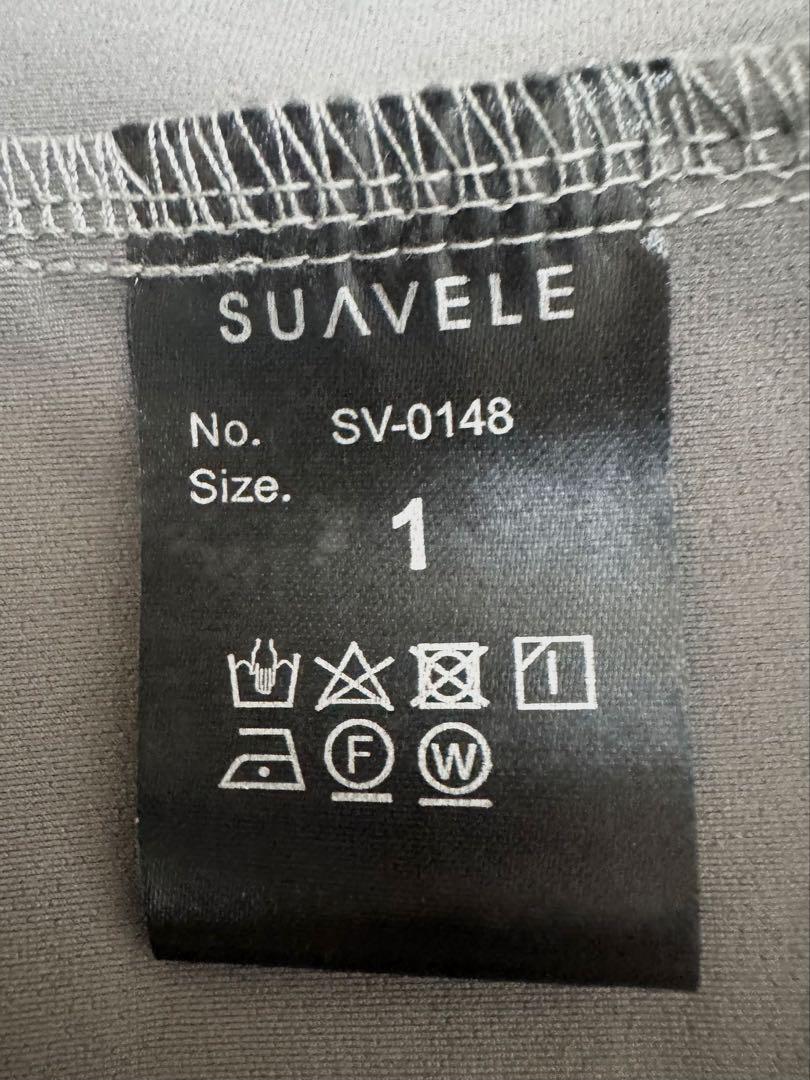 SUAVELE
No. SV-0148
Size.
1
F W